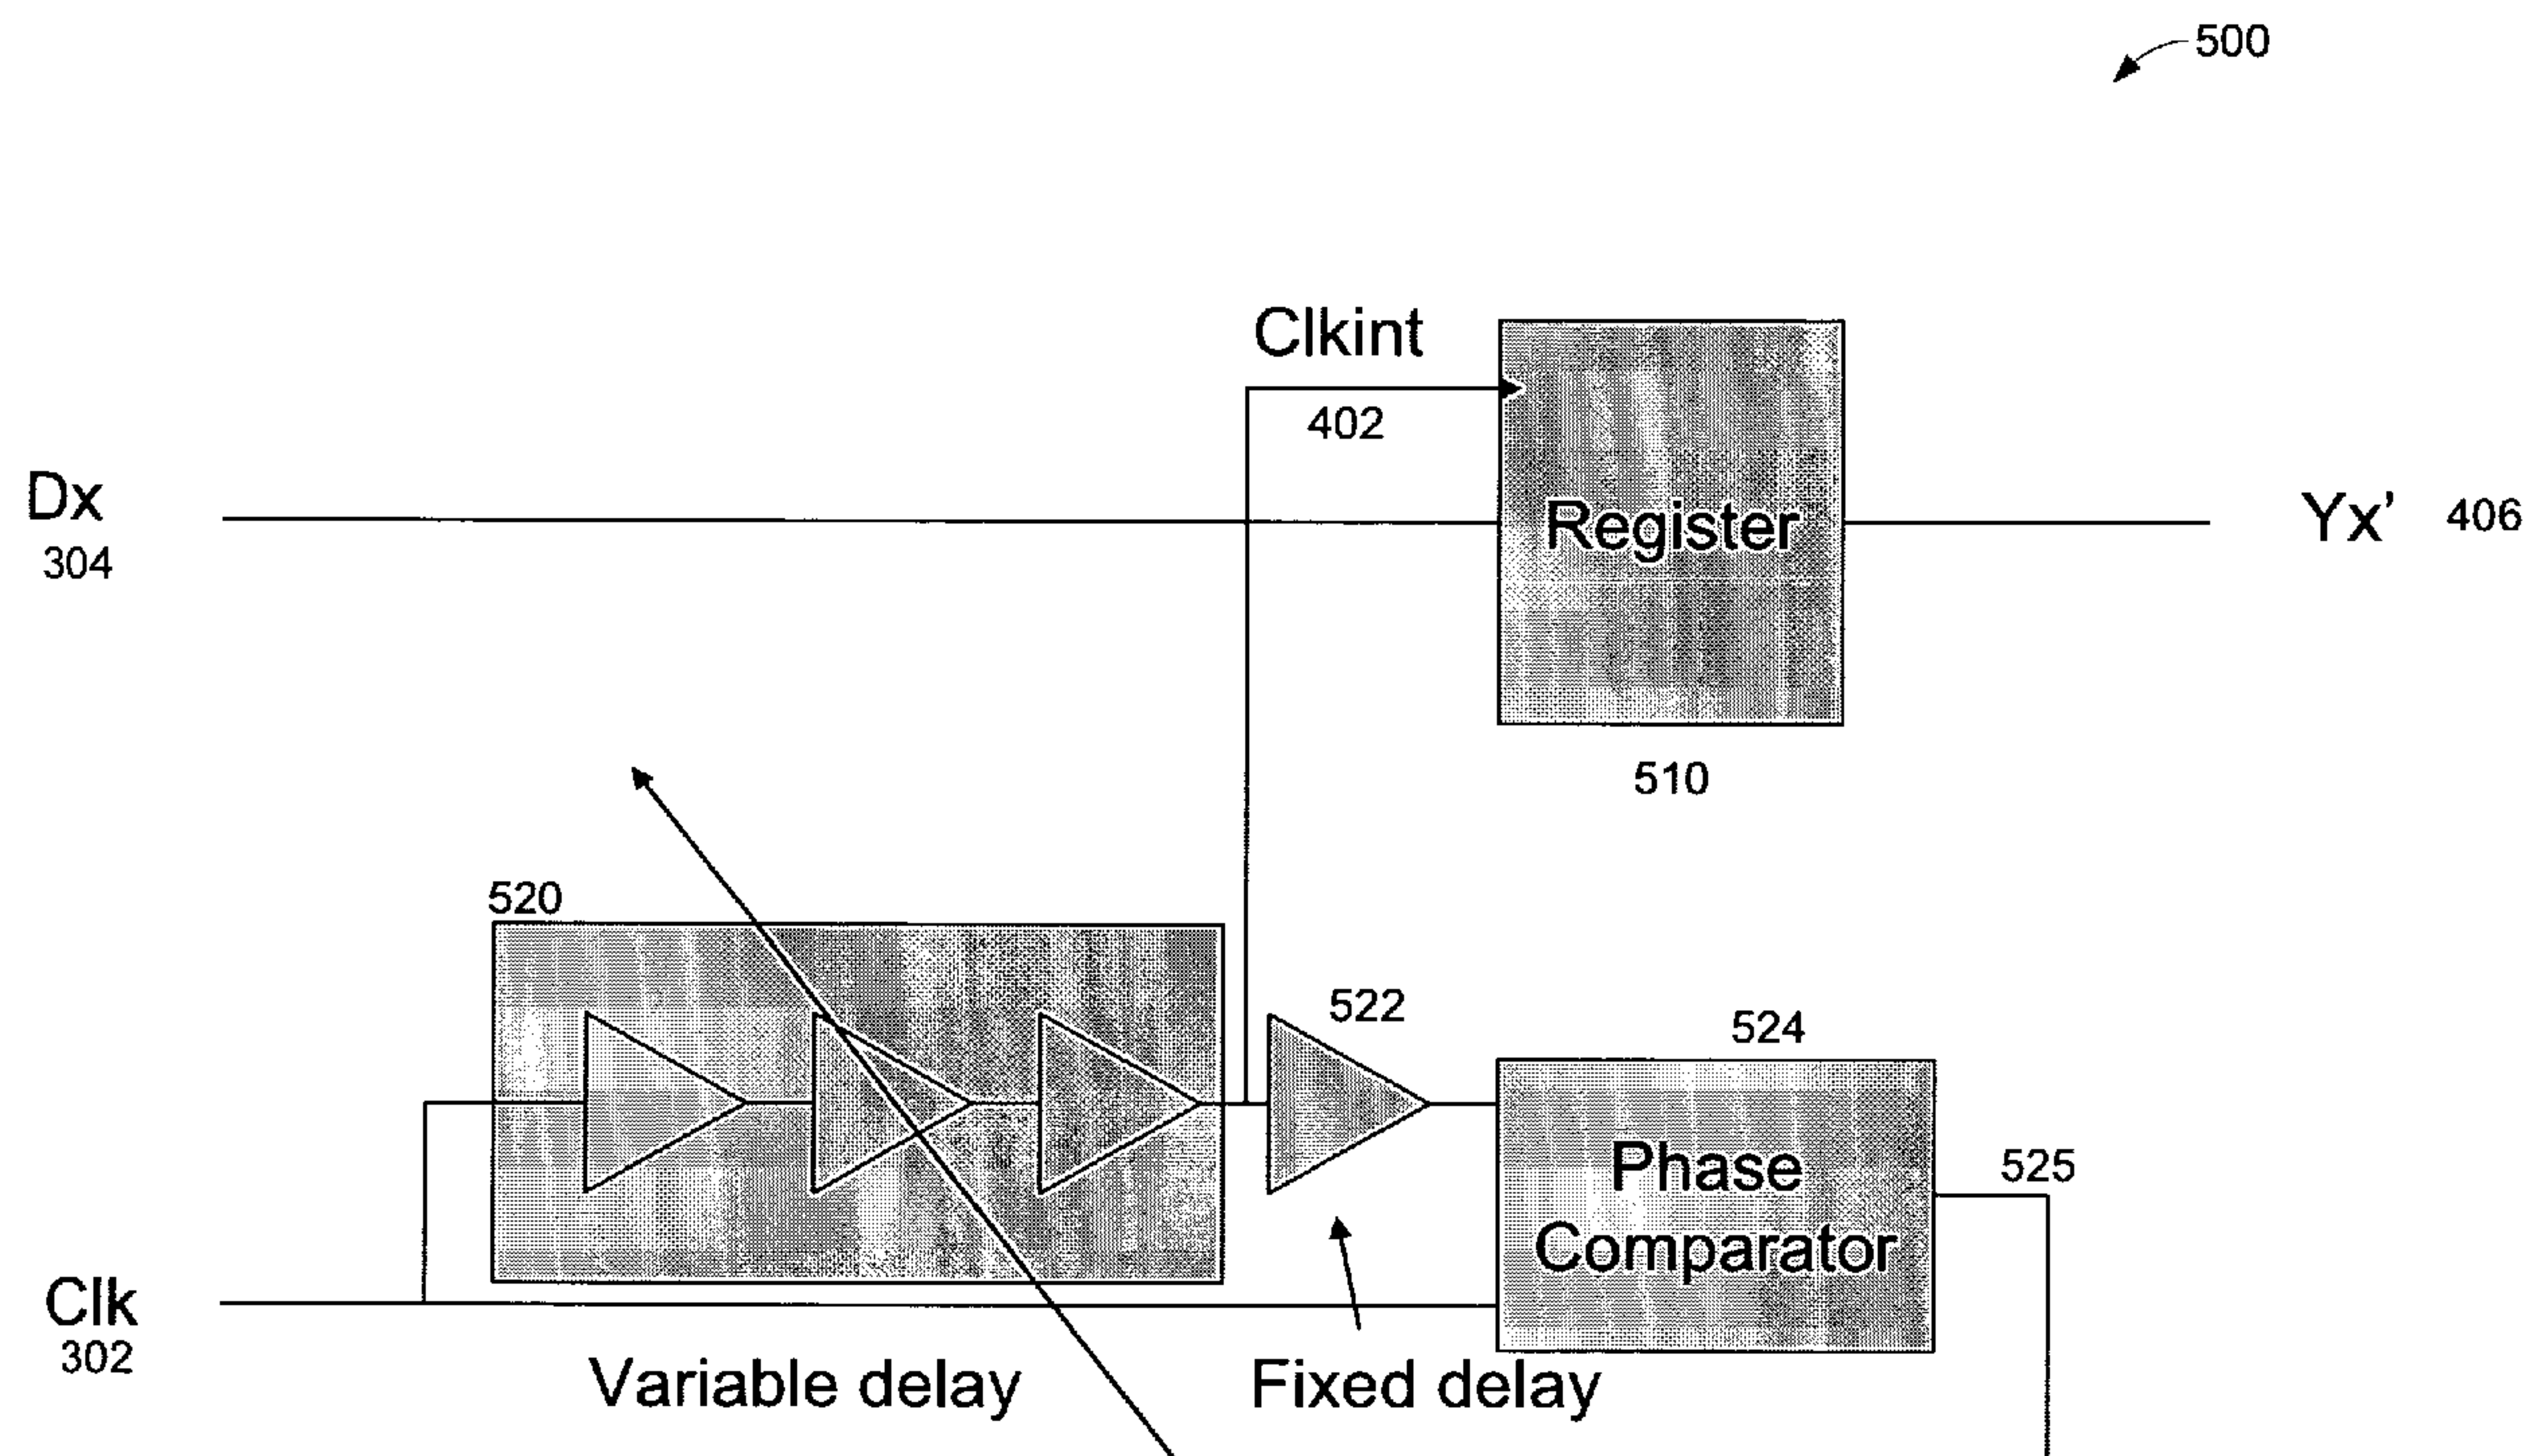 500
Clkint
402
Dx
304
Register
Yx’ 406
510
520
522
524
Phase
Comparator
525
Clk
302
Variable delay
Fixed delay